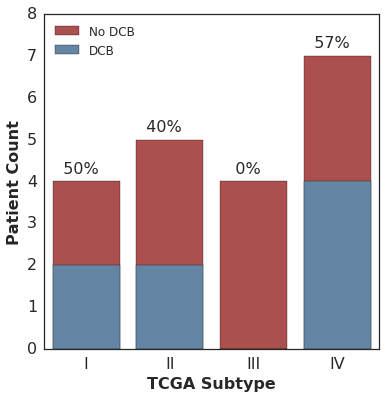 8
7
6
5
4
3
2
1
0
Patient Count
No DCB
DCB
50%
40%
0%
57%
I
II
III
IV
TCGA Subtype